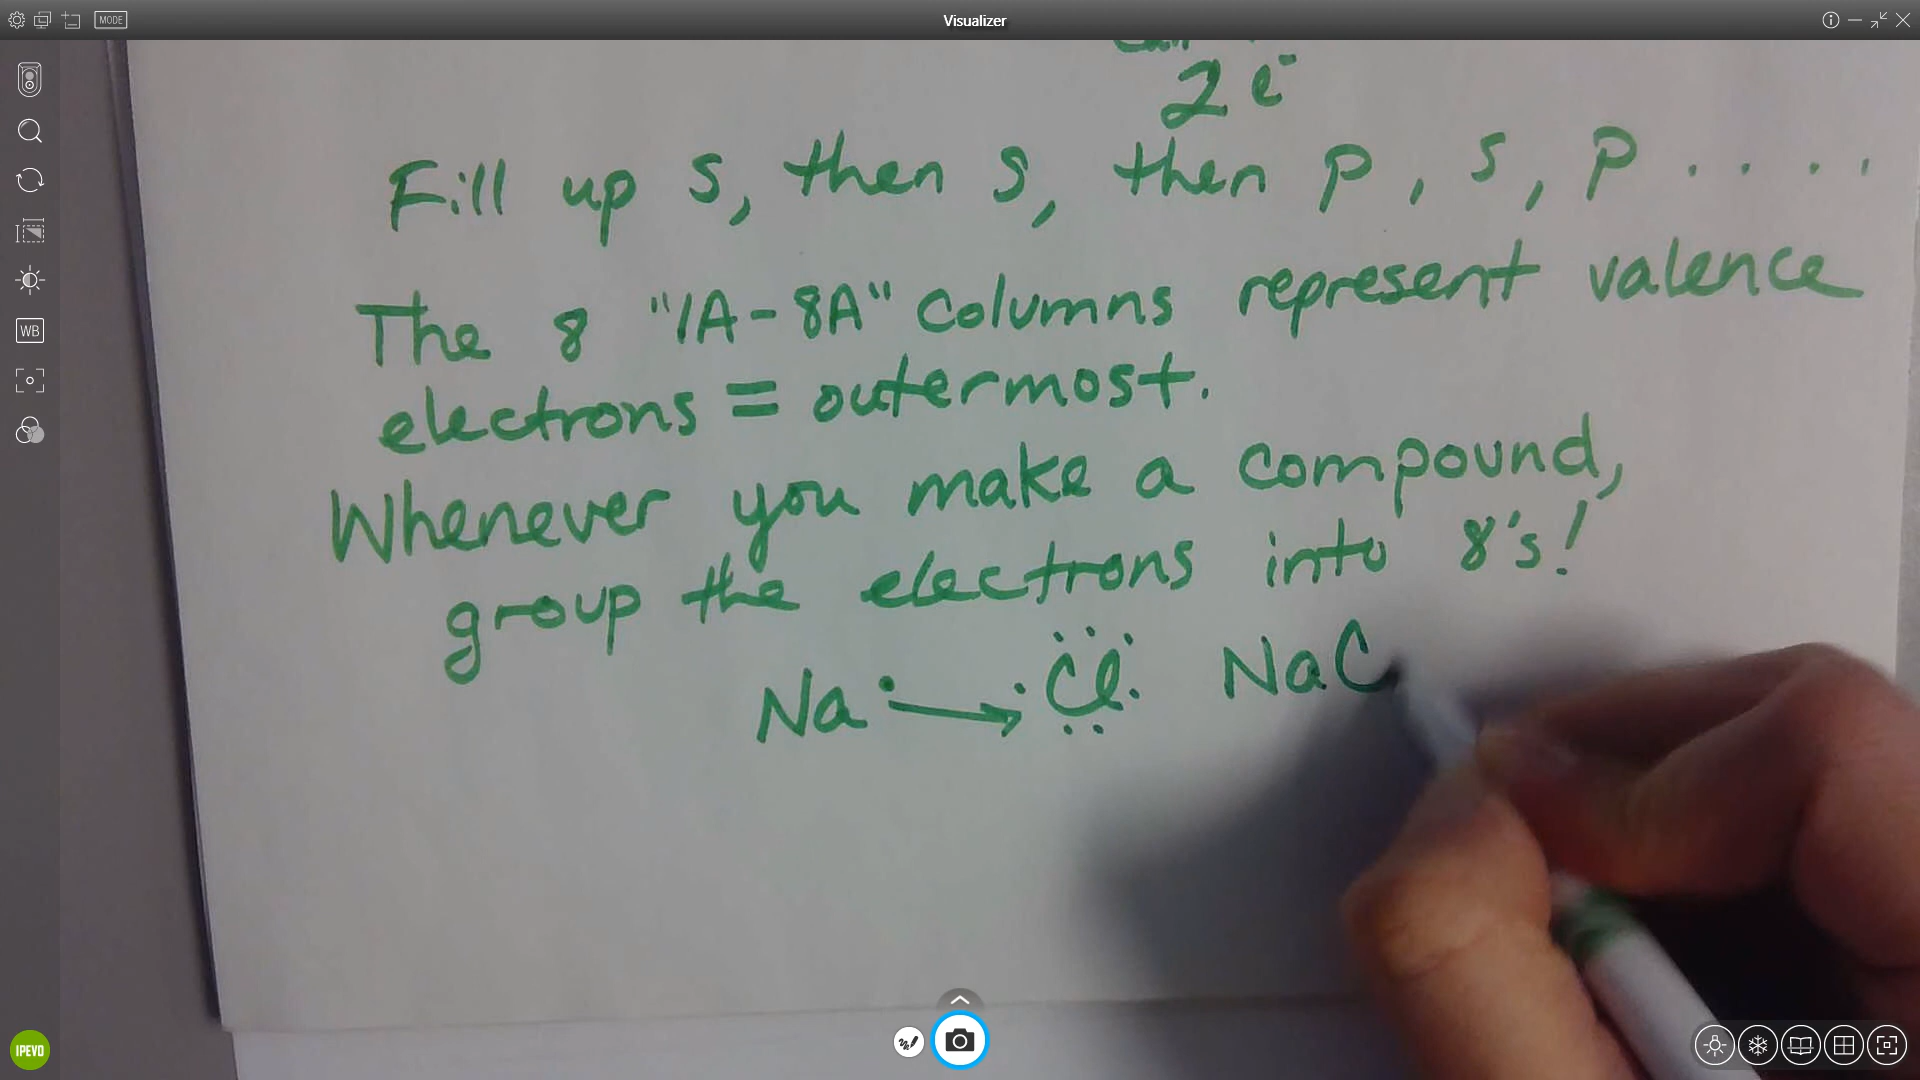 MODE
Visualizer
2 e⁻
Fill up s, then s, then p, s, p .....
The 8 "1A-8A" columns represent valence
electrons = outermost.
Whenever you make a compound,
group the electrons into 8's!
Na → Cl NaC
WB
IPEVO